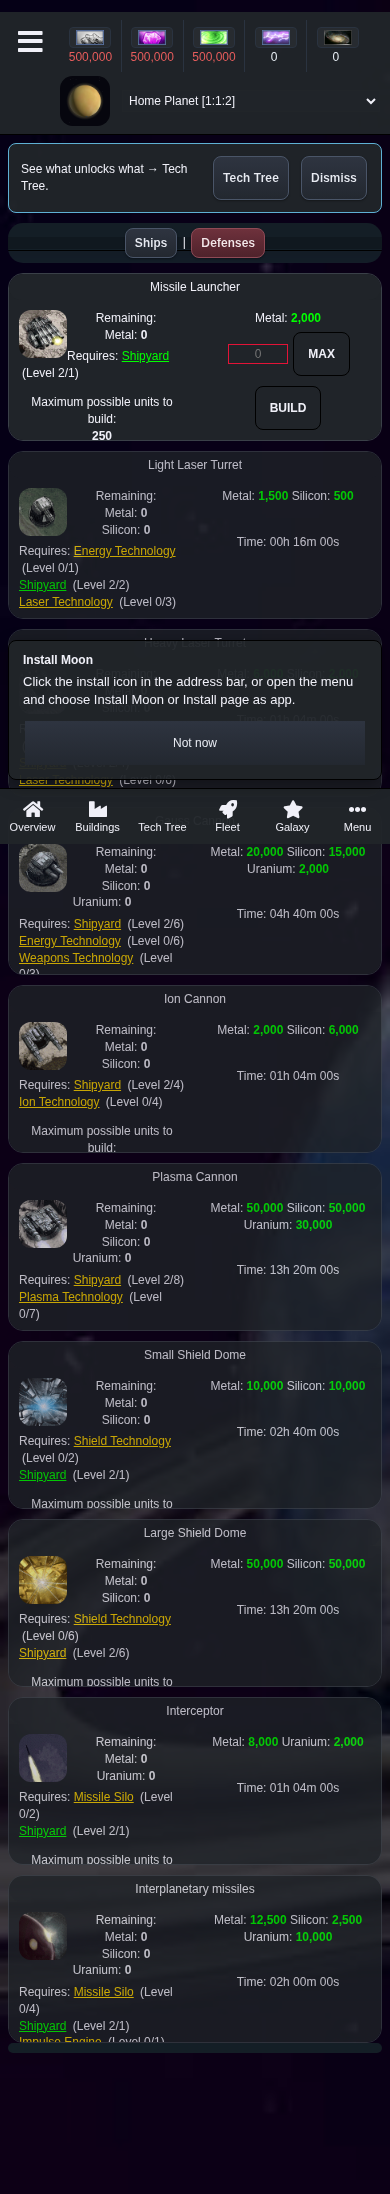 500,000 500,000 500,000 0 0
Home Planet [1:1:2]
See what unlocks what → Tech
Tree.
Tech Tree
Dismiss
Ships | Defenses
Missile Launcher
Remaining:
Metal: 0
Requires: Shipyard
(Level 2/1)
Maximum possible units to
build:
250
Metal: 2,000
0
MAX
BUILD
Light Laser Turret
Remaining:
Metal: 0
Silicon: 0
Requires: Energy Technology
(Level 0/1)
Shipyard (Level 2/2)
Laser Technology (Level 0/3)
Metal: 1,500 Silicon: 500
Time: 00h 16m 00s
Heavy Laser Turret
Install Moon
Click the install icon in the address bar, or open the menu
and choose Install Moon or Install page as app.
Not now
Laser Technology (Level 0/6)
Overview
Buildings
Tech Tree
Fleet
Galaxy
Menu
Remaining:
Metal: 0
Silicon: 0
Uranium: 0
Requires: Shipyard (Level 2/6)
Energy Technology (Level 0/6)
Weapons Technology (Level
0/3)
Metal: 20,000 Silicon: 15,000
Uranium: 2,000
Time: 04h 40m 00s
Ion Cannon
Remaining:
Metal: 0
Silicon: 0
Requires: Shipyard (Level 2/4)
Ion Technology (Level 0/4)
Maximum possible units to
build:
Metal: 2,000 Silicon: 6,000
Time: 01h 04m 00s
Plasma Cannon
Remaining:
Metal: 0
Silicon: 0
Uranium: 0
Requires: Shipyard (Level 2/8)
Plasma Technology (Level
0/7)
Metal: 50,000 Silicon: 50,000
Uranium: 30,000
Time: 13h 20m 00s
Small Shield Dome
Remaining:
Metal: 0
Silicon: 0
Requires: Shield Technology
(Level 0/2)
Shipyard (Level 2/1)
Maximum possible units to
Metal: 10,000 Silicon: 10,000
Time: 02h 40m 00s
Large Shield Dome
Remaining:
Metal: 0
Silicon: 0
Requires: Shield Technology
(Level 0/6)
Shipyard (Level 2/6)
Maximum possible units to
Metal: 50,000 Silicon: 50,000
Time: 13h 20m 00s
Interceptor
Remaining:
Metal: 0
Uranium: 0
Requires: Missile Silo (Level
0/2)
Shipyard (Level 2/1)
Maximum possible units to
Metal: 8,000 Uranium: 2,000
Time: 01h 04m 00s
Interplanetary missiles
Remaining:
Metal: 0
Silicon: 0
Uranium: 0
Requires: Missile Silo (Level
0/4)
Shipyard (Level 2/1)
Impulse Engine (Level 0/1)
Metal: 12,500 Silicon: 2,500
Uranium: 10,000
Time: 02h 00m 00s